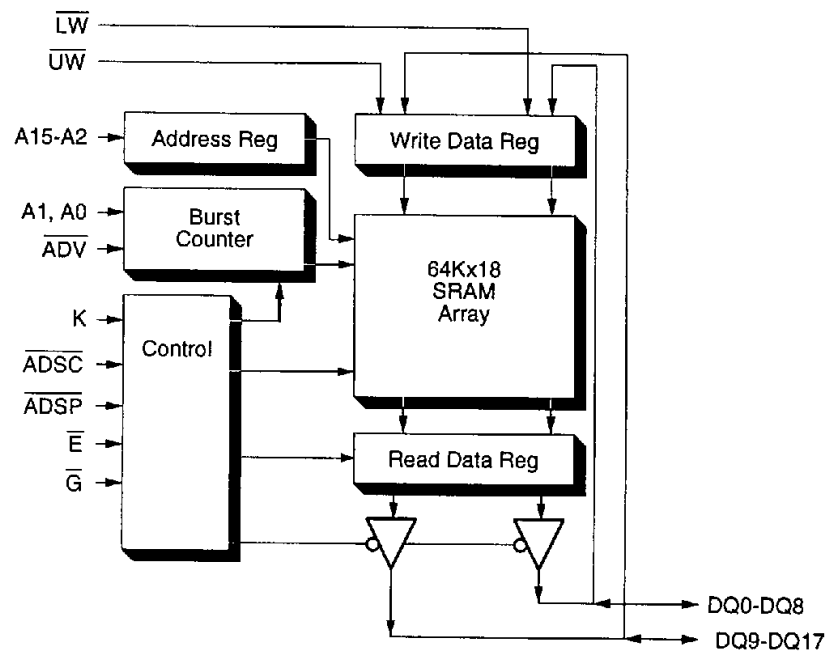 LW
UW
A15-A2
Address Reg
Write Data Reg
A1, A0
ADV
Burst
Counter
64Kx18
SRAM
Array
K
ADSC
ADSP
E
G
Control
Read Data Reg
DQ0-DQ8
DQ9-DQ17